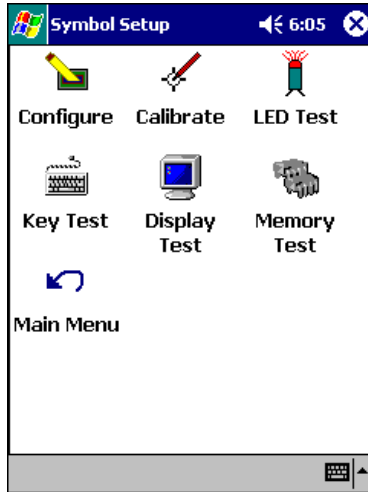 Symbol Setup 6:05
Configure Calibrate LED Test
Key Test Display Memory
Test Test
Main Menu